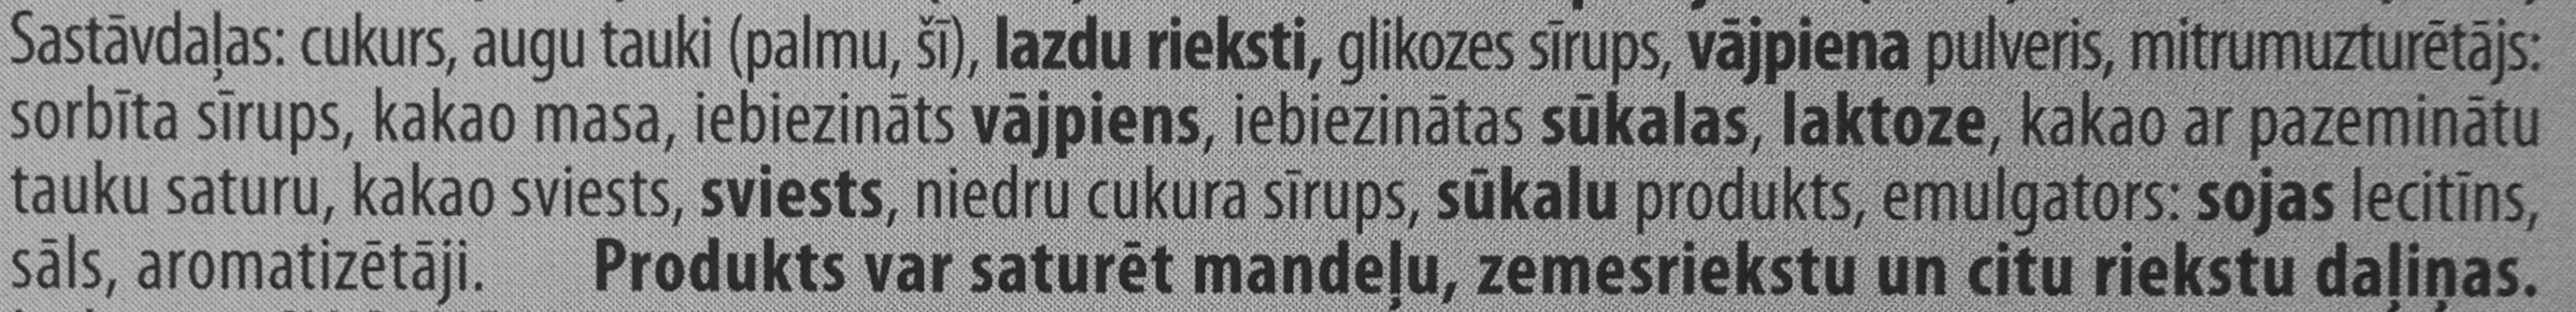 Sastāvdaļas: cukurs, augu tauki (palmu, šī), lazdu rieksti, glikozes sīrups, vājpiena pulveris, mitrumuzturētājs:
sorbīta sīrups, kakao masa, iebiezināts vājpiens, iebiezinātas sūkalas, laktoze, kakao ar pazeminātu
tauku saturu, kakao sviests, sviests, niedru cukura sīrups, sūkalu produkts, emulgators: sojas lecitīns,
sāls, aromatizētāji. Produkts var saturēt mandeļu, zemesriekstu un citu riekstu daļiņas.